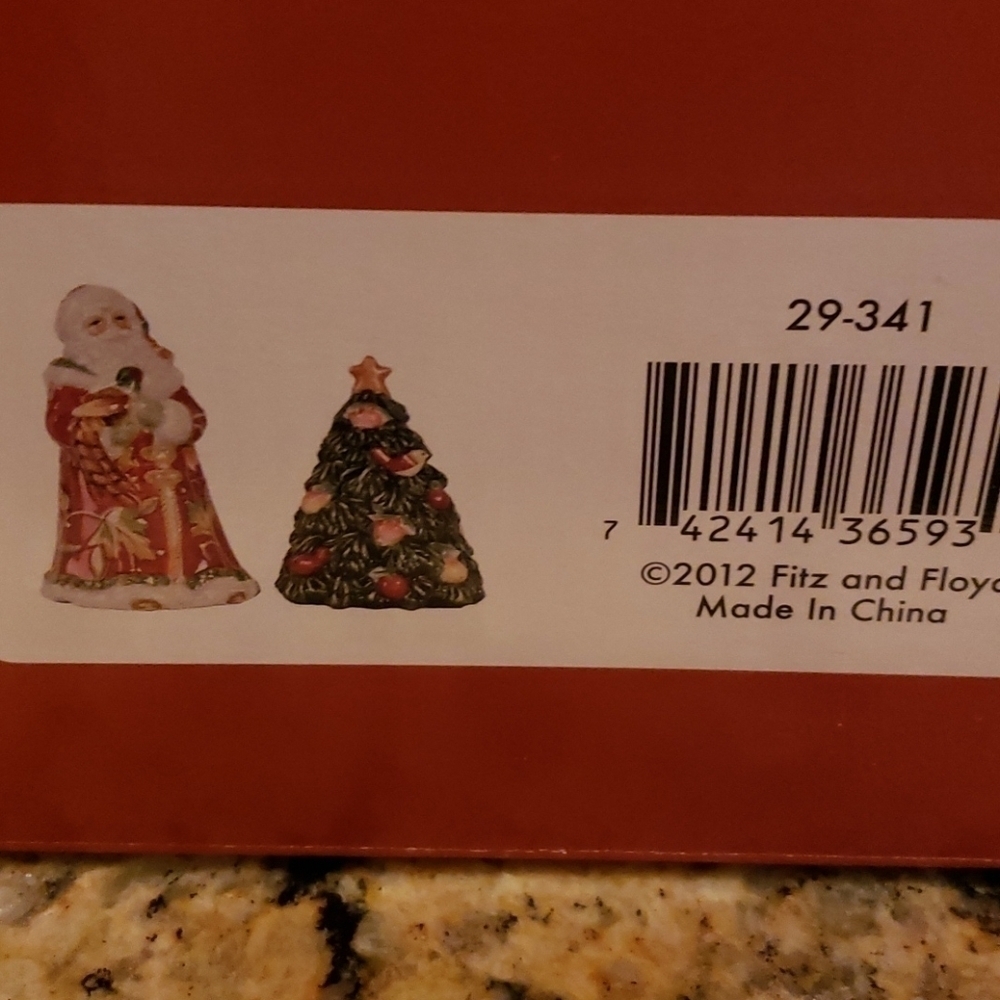 29-341
7 42414 36593
©2012 Fitz and Floyd
Made In China